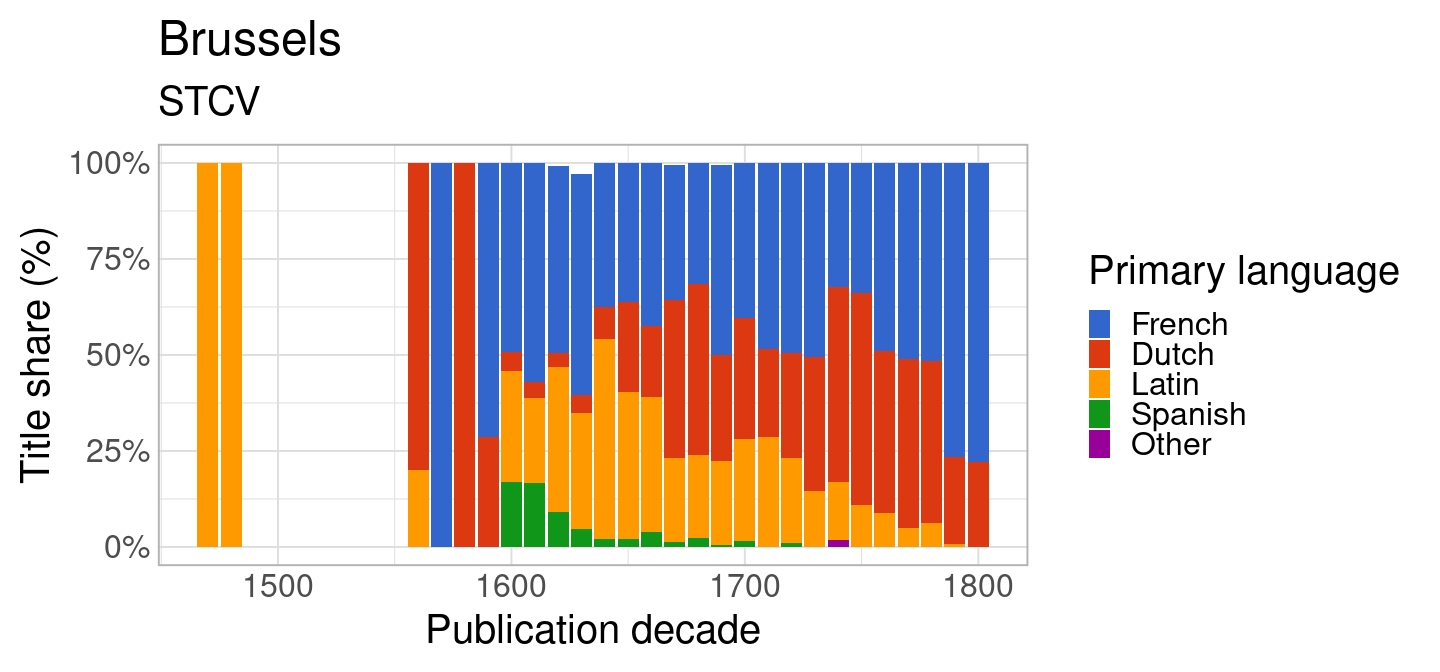 Brussels
STCV
Title share (%)
100%
75%
50%
25%
0%
1500
1600
1700
1800
Publication decade
Primary language
French
Dutch
Latin
Spanish
Other